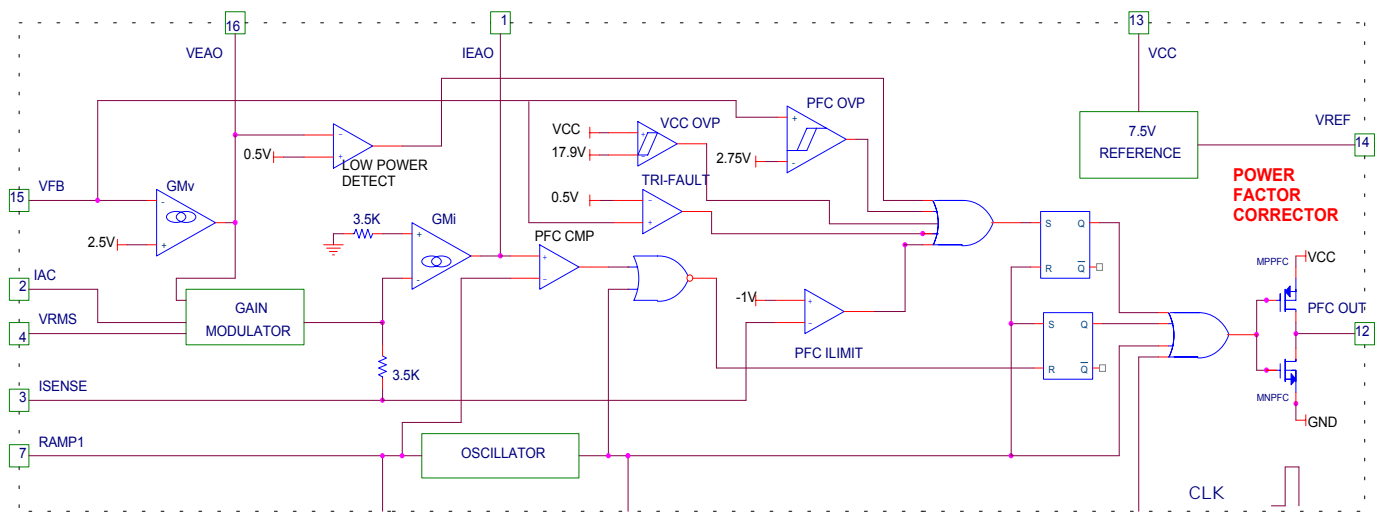 16
1
13
VEAO
IEAO
VCC
PFC OVP
VCC OVP
7.5V
REFERENCE
VREF
14
VCC
17.9V
0.5V
LOW POWER
DETECT
2.75V
TRI-FAULT
POWER
FACTOR
CORRECTOR
VFB
15
GMv
0.5V
2.5V
3.5K
GMi
PFC CMP
S
Q
R
Q
IAC
2
MPPFC
VCC
GAIN
MODULATOR
-1V
VRMS
4
PFC OUT
12
S
Q
R
Q
PFC ILIMIT
3.5K
ISENSE
3
MNPFC
GND
RAMP1
7
OSCILLATOR
CLK